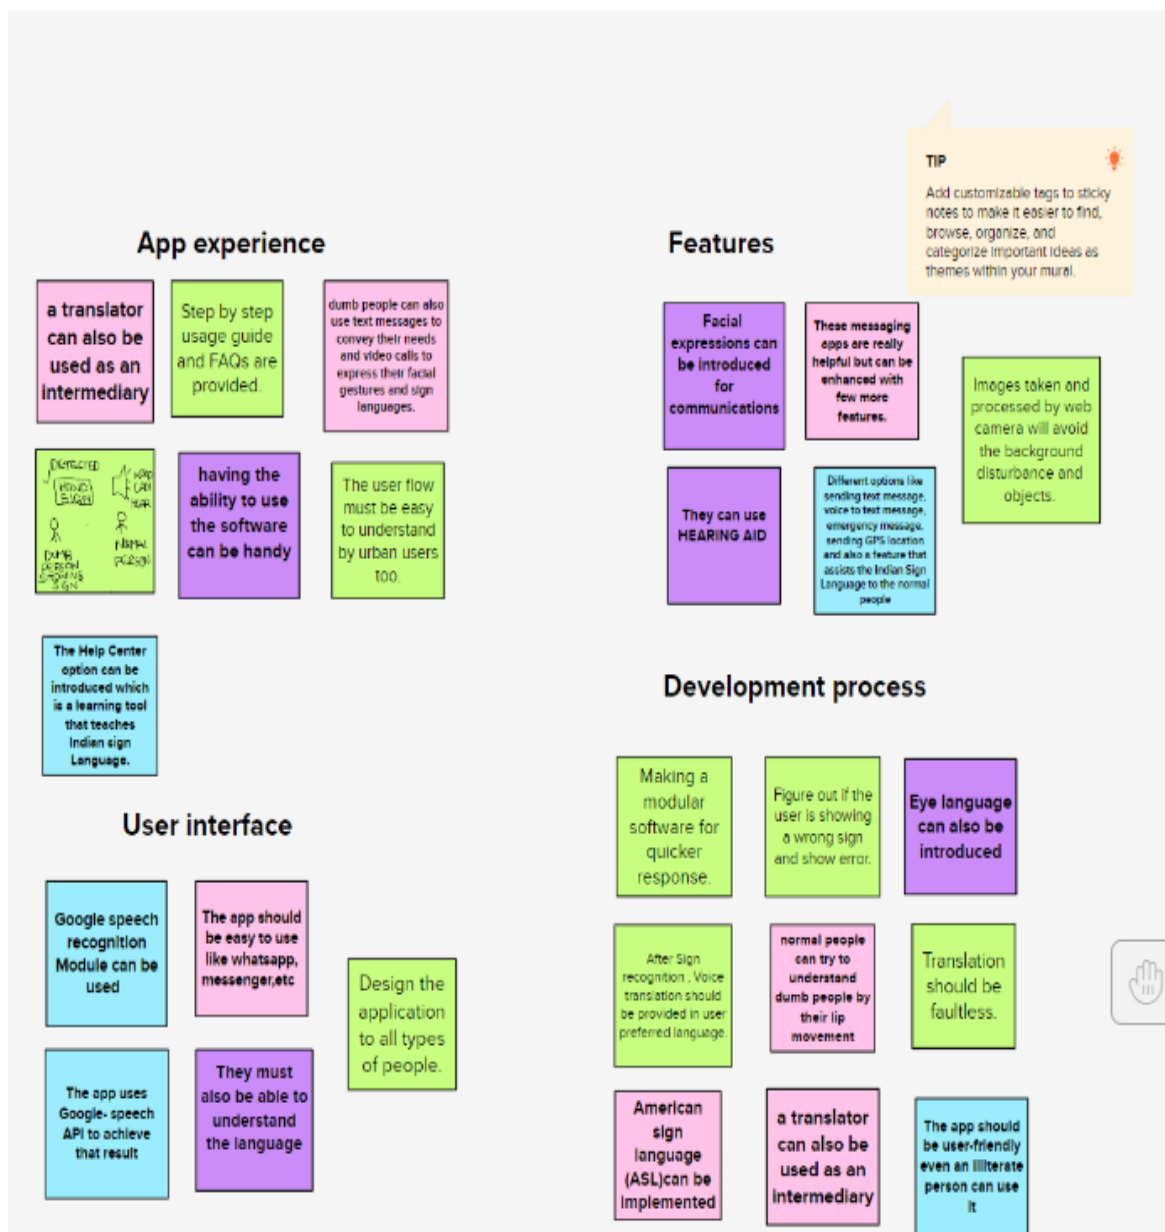 TIP
Add customizable tags to sticky
notes to make it easier to find,
browse, organize, and
categorize important ideas as
themes within your mural.
App experience
a translator
can also be
used as an
intermediary
Step by step
usage guide
and FAQs are
provided.
dumb people can also
use text messages to
convey their needs
and video calls to
express their facial
gestures and sign
languages.
DETECTED
HAND
SIGN
CAN
HEAR
DUMB
PERSON
SHOWING
SIGN
NORMAL
PERSON
having the
ability to use
the software
can be handy
The user flow
must be easy
to understand
by urban users
too.
The Help Center
option can be
introduced which
is a learning tool
that teaches
Indian sign
Language.
Features
Facial
expressions can
be introduced
for
communications
These messaging
apps are really
helpful but can be
enhanced with
few more
features.
Images taken and
processed by web
camera will avoid
the background
disturbance and
objects.
They can use
HEARING AID
Different options like
sending text message,
voice to text message,
emergency message,
sending GPS location
and also a feature that
assists the Indian Sign
Language to the normal
people
User interface
Google speech
recognition
Module can be
used
The app should
be easy to use
like whatsapp,
messenger,etc
Design the
application
to all types
of people.
The app uses
Google- speech
API to achieve
that result
They must
also be able to
understand
the language
Development process
Making a
modular
software for
quicker
response.
Figure out if the
user is showing
a wrong sign
and show error.
Eye language
can also be
introduced
After Sign
recognition , Voice
translation should
be provided in user
preferred language.
normal people
can try to
understand
dumb people by
their lip
movement
Translation
should be
faultless.
American
sign
language
(ASL)can be
implemented
a translator
can also be
used as an
intermediary
The app should
be user-friendly
even an illiterate
person can use
it